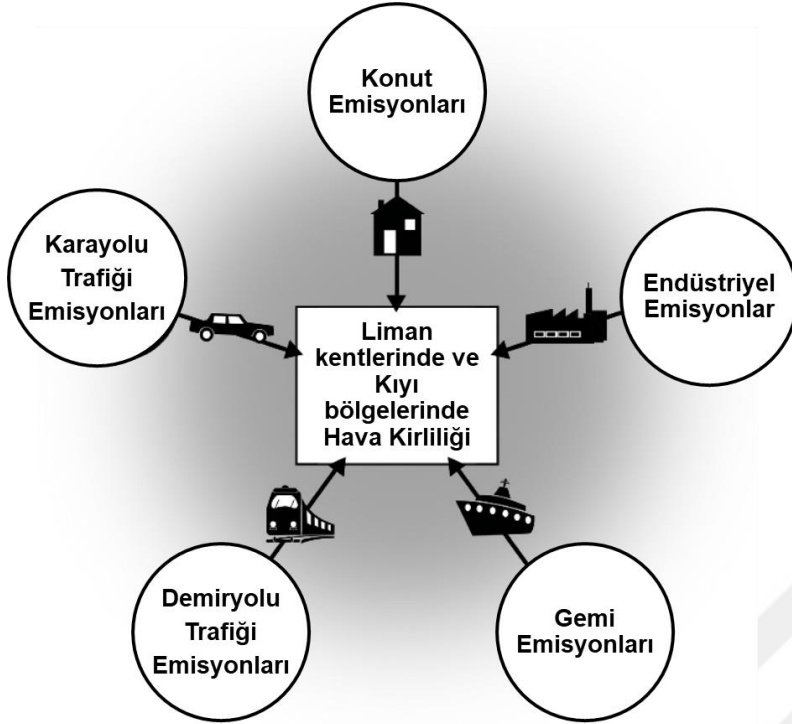 Konut
Emisyonları
Karayolu
Trafiği
Emisyonları
Endüstriyel
Emisyonlar
Liman
kentlerinde ve
Kıyı
bölgelerinde
Hava Kirliliği
Demiryolu
Trafiği
Emisyonları
Gemi
Emisyonları